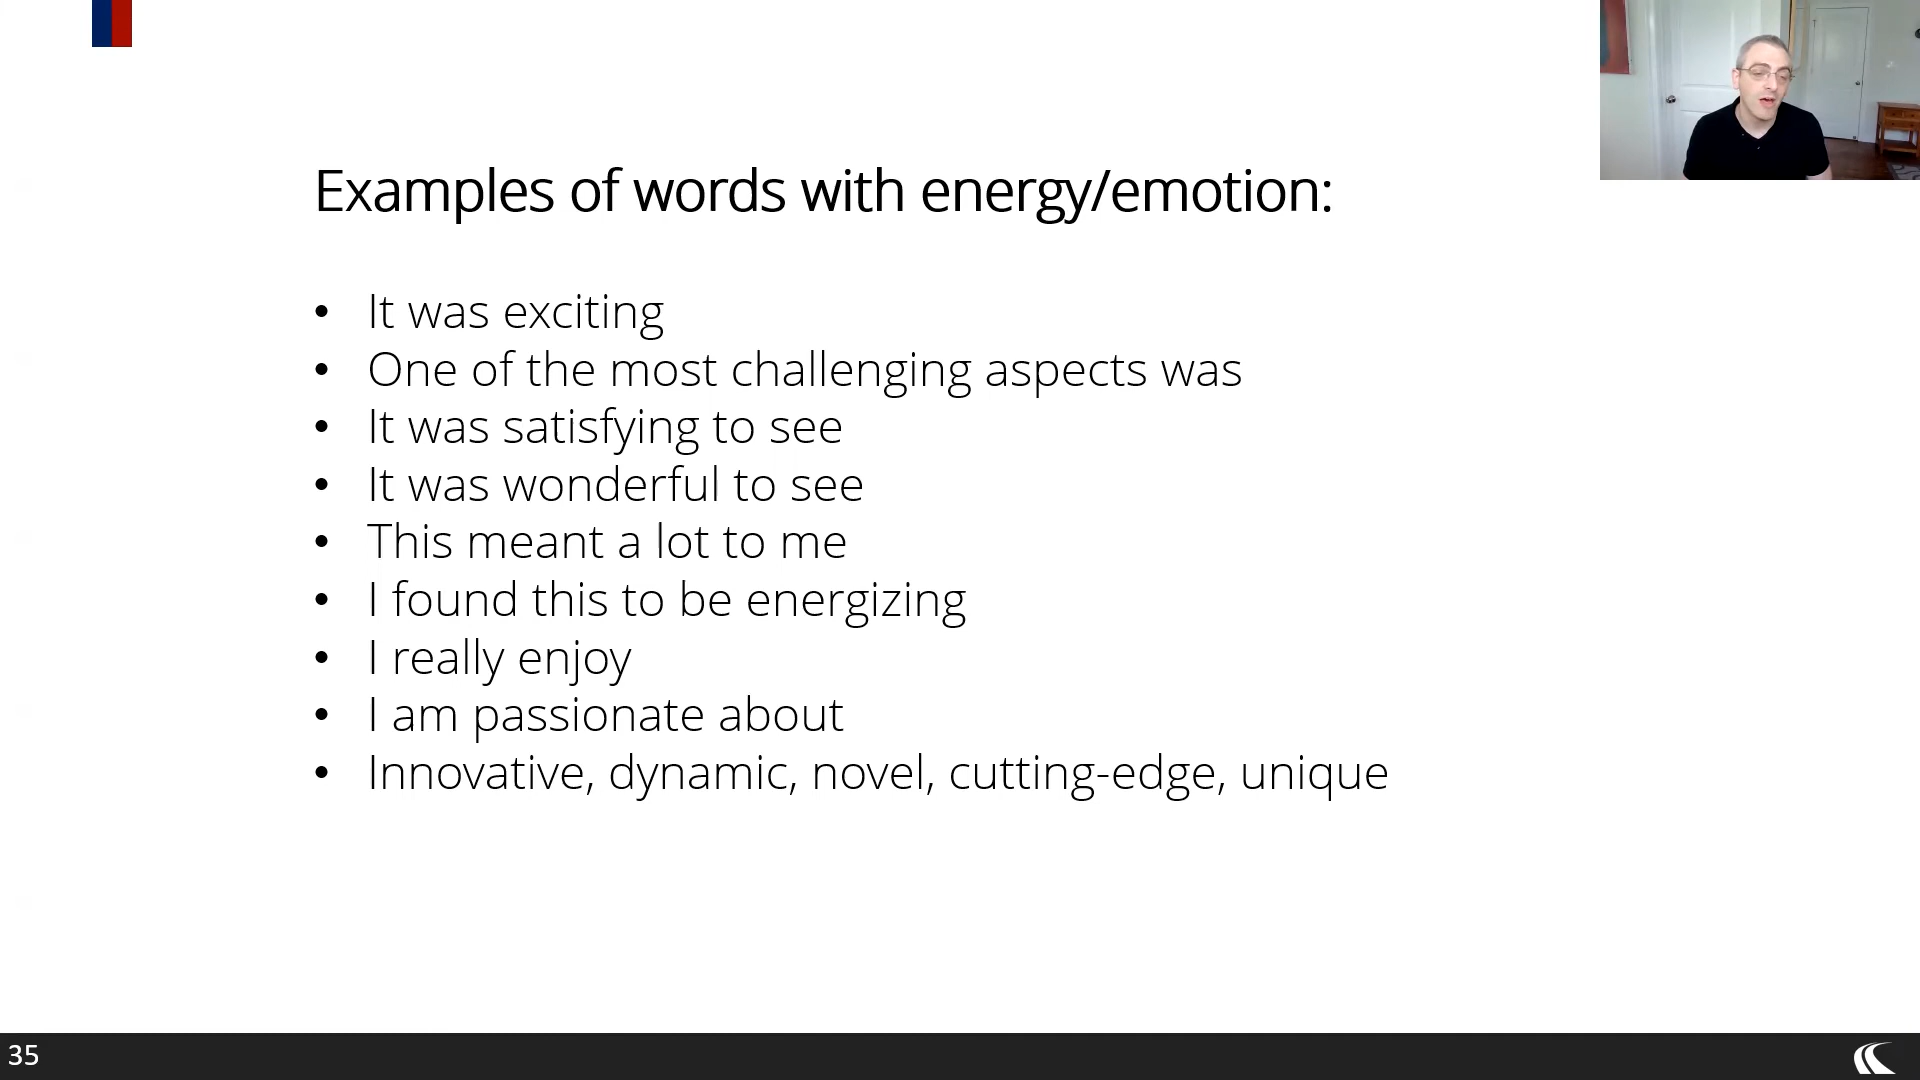 Examples of words with energy/emotion:
• It was exciting
• One of the most challenging aspects was
• It was satisfying to see
• It was wonderful to see
• This meant a lot to me
• I found this to be energizing
• I really enjoy
• I am passionate about
• Innovative, dynamic, novel, cutting-edge, unique
35